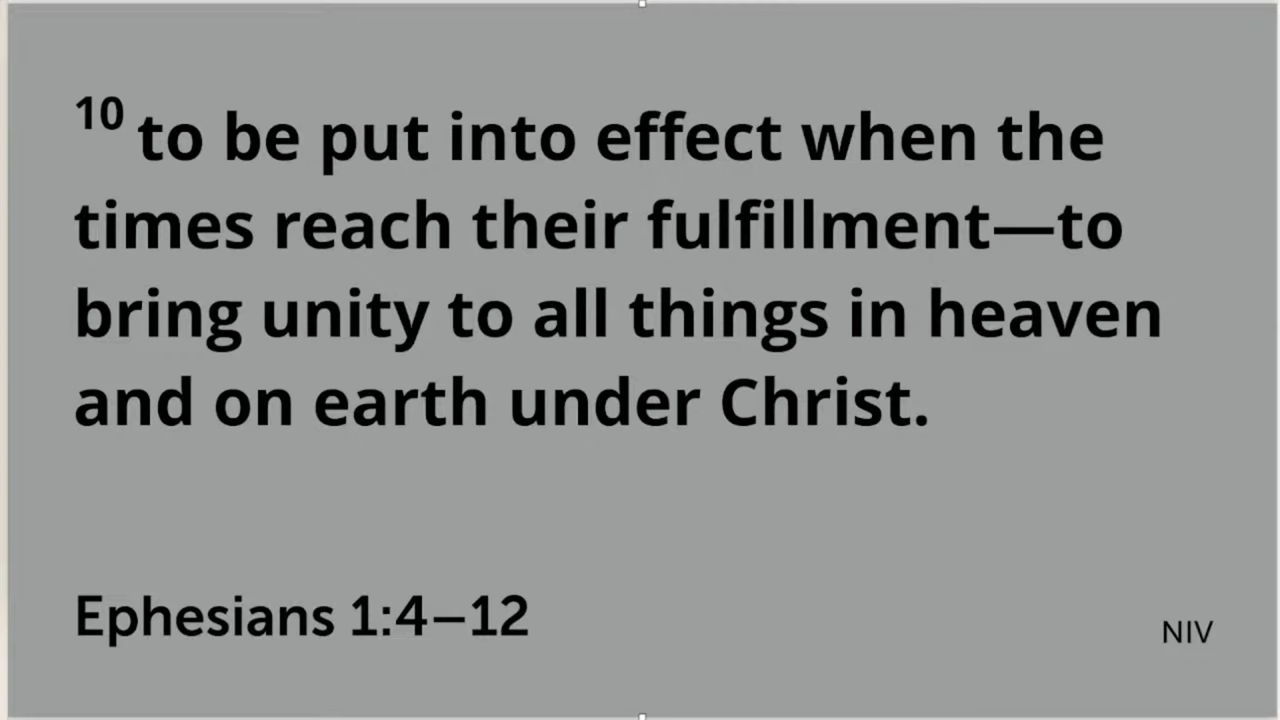 10 to be put into effect when the
times reach their fulfillment—to
bring unity to all things in heaven
and on earth under Christ.
Ephesians 1:4–12
NIV